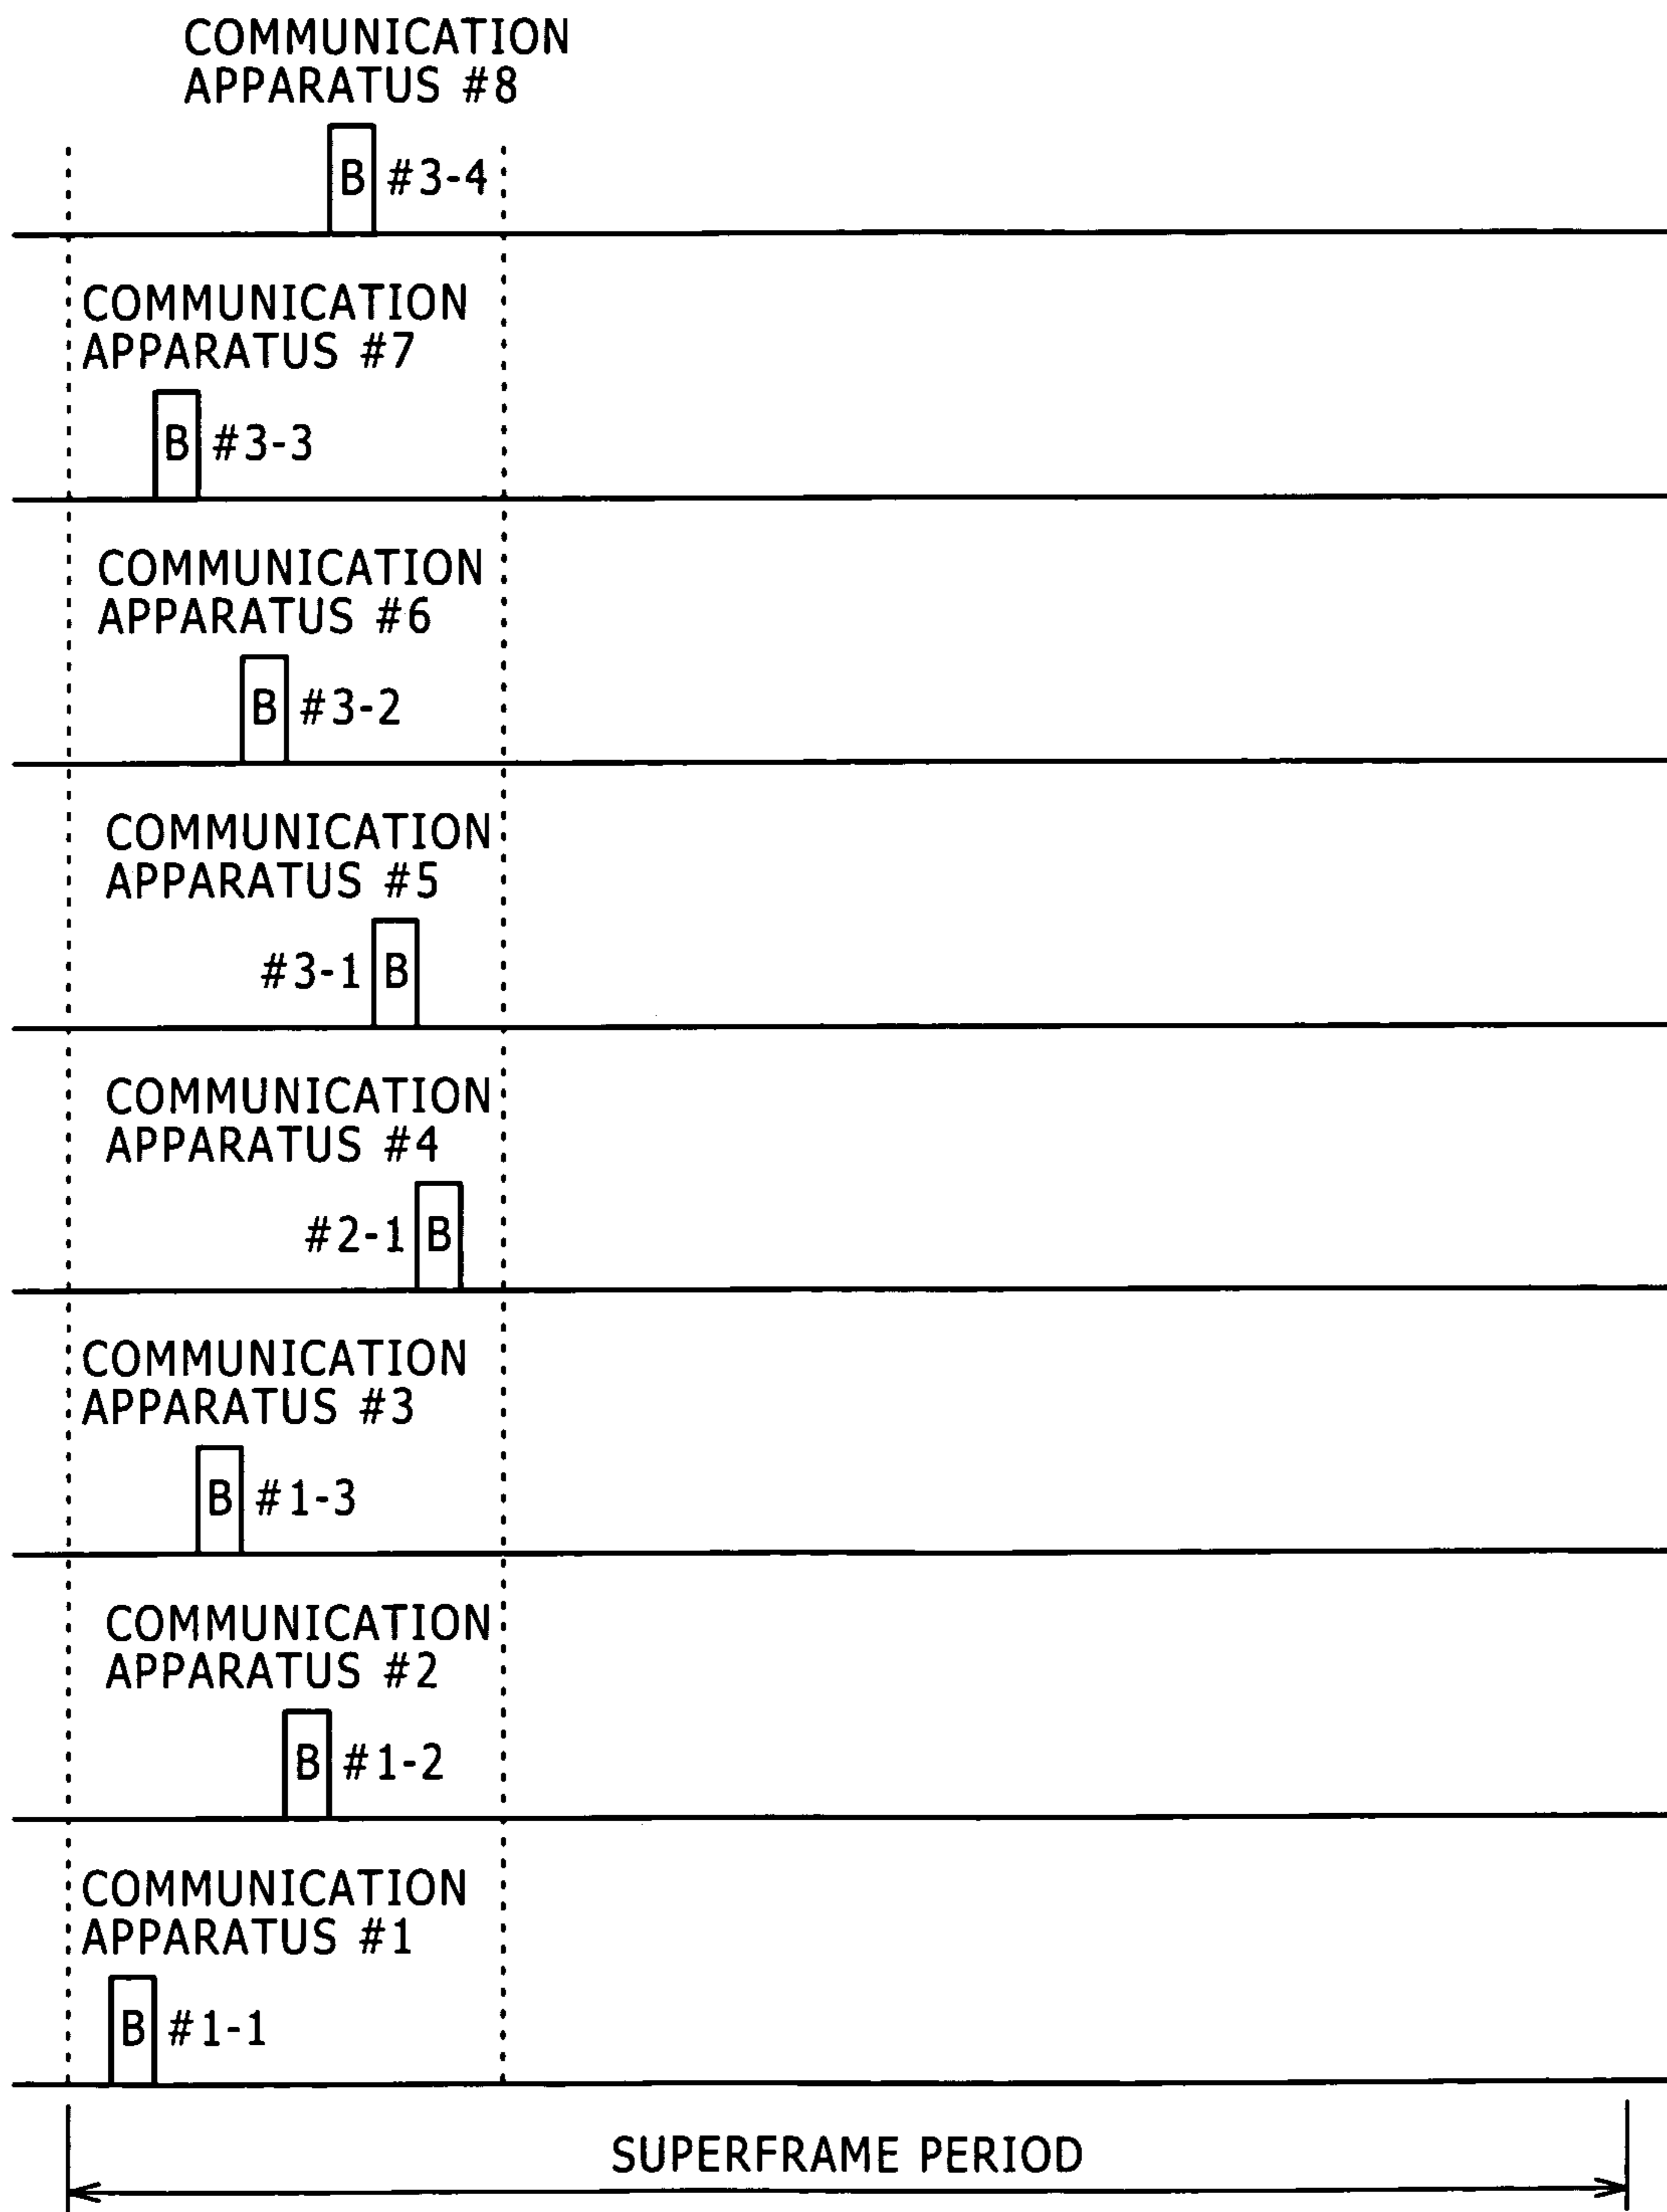 COMMUNICATION
APPARATUS #8
B #3-4
COMMUNICATION
APPARATUS #7
B #3-3
COMMUNICATION
APPARATUS #6
B #3-2
COMMUNICATION
APPARATUS #5
#3-1 B
COMMUNICATION
APPARATUS #4
#2-1 B
COMMUNICATION
APPARATUS #3
B #1-3
COMMUNICATION
APPARATUS #2
B #1-2
COMMUNICATION
APPARATUS #1
B #1-1
SUPERFRAME PERIOD